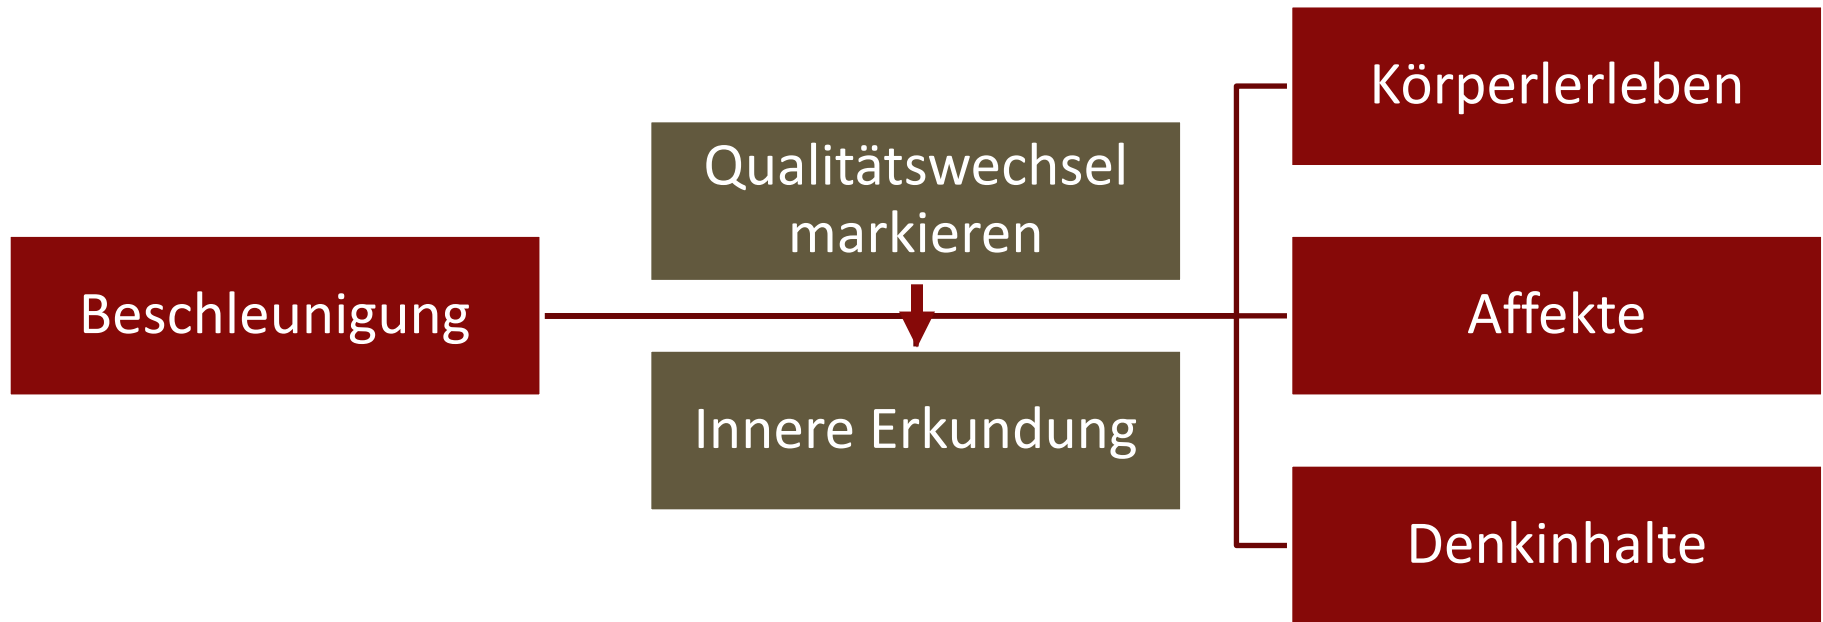 Beschleunigung
Qualitätswechsel
markieren
Innere Erkundung
Körperlerleben
Affekte
Denkinhalte